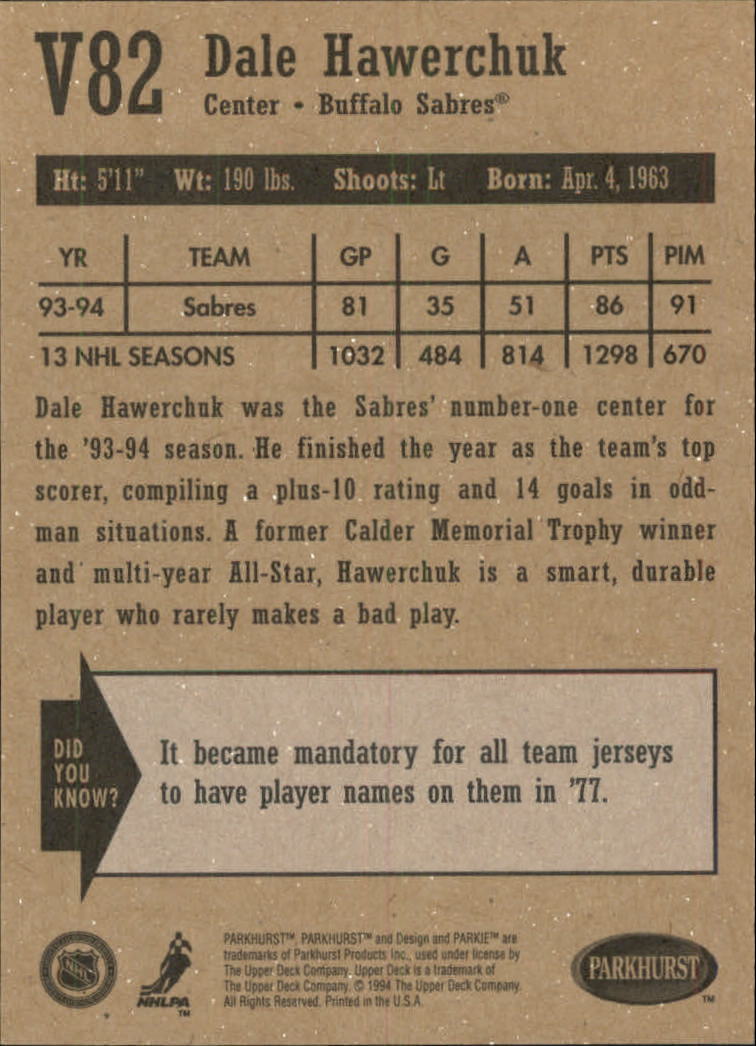 V82 Dale Hawerchuk
Center • Buffalo Sabres®
Ht: 5'11" Wt: 190 lbs. Shoots: Lt Born: Apr. 4, 1963
YR TEAM GP G A PTS PIM
93-94 Sabres 81 35 51 86 91
13 NHL SEASONS 1032 484 814 1298 670
Dale Hawerchuk was the Sabres' number-one center for
the '93-94 season. He finished the year as the team's top
scorer, compiling a plus-10 rating and 14 goals in odd-
man situations. A former Calder Memorial Trophy winner
and multi-year All-Star, Hawerchuk is a smart, durable
player who rarely makes a bad play.
DID
YOU
KNOW?
It became mandatory for all team jerseys
to have player names on them in '77.
NHL
NHLPA
TM
PARKHURST™, PARKHURST™ and Design and PARKIE™ are
trademarks of Parkhurst Products Inc., used under license by
The Upper Deck Company. Upper Deck is a trademark of
The Upper Deck Company. © 1994 The Upper Deck Company.
All Rights Reserved. Printed in the U.S.A.
PARKHURST
TM